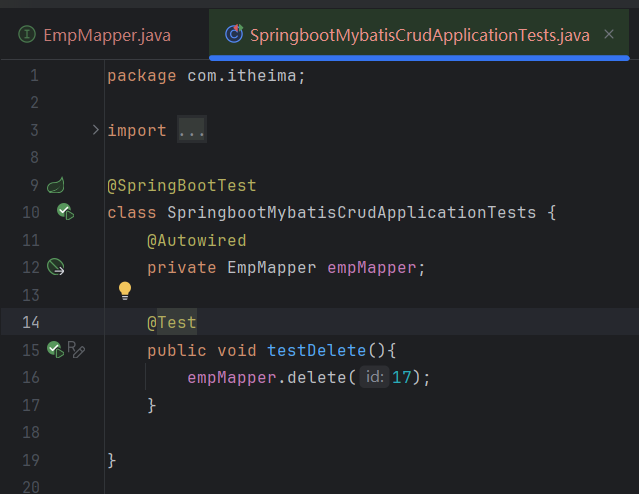 EmpMapper.java SpringbootMybatisCrudApplicationTests.java
1 package com.itheima;
2
3 import ...
8
9 @SpringBootTest
10 class SpringbootMybatisCrudApplicationTests {
11 @Autowired
12 private EmpMapper empMapper;
13
14 @Test
15 public void testDelete(){
16 empMapper.delete( id: 17);
17 }
18
19 }
20